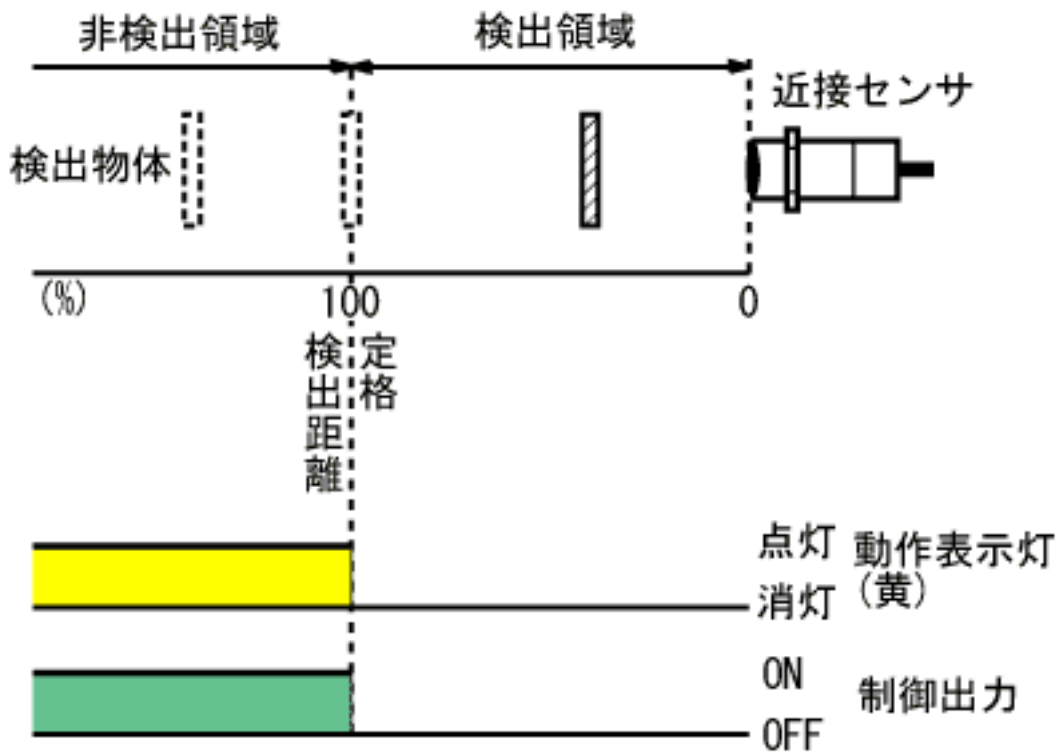 非検出領域
検出領域
近接センサ
検出物体
(%)
100
0
定格
検出距離
点灯
消灯
動作表示灯
(黄)
ON
OFF
制御出力